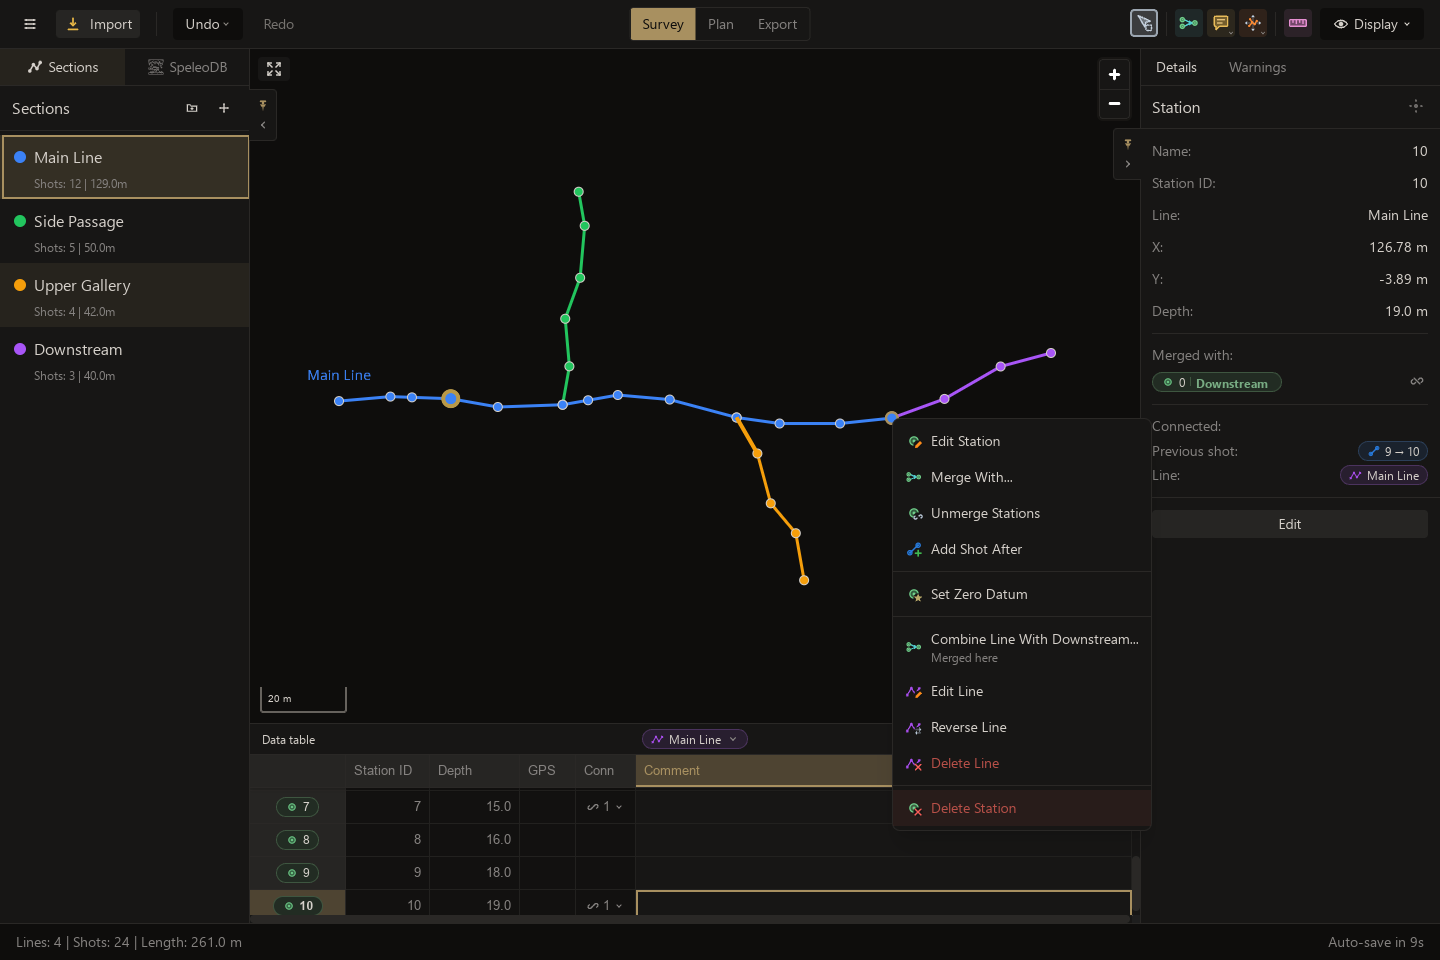 Import
Undo
Redo
Survey
Plan
Export
Display
Sections
SpeleoDB
Sections
Main Line
Shots: 12 | 129.0m
Side Passage
Shots: 5 | 50.0m
Upper Gallery
Shots: 4 | 42.0m
Downstream
Shots: 3 | 40.0m
Main Line
20 m
Details
Warnings
Station
Name: 10
Station ID: 10
Line: Main Line
X: 126.78 m
Y: -3.89 m
Depth: 19.0 m
Merged with:
0 | Downstream
Connected:
Previous shot: 9 → 10
Line: Main Line
Edit
Edit Station
Merge With...
Unmerge Stations
Add Shot After
Set Zero Datum
Combine Line With Downstream...
Merged here
Edit Line
Reverse Line
Delete Line
Delete Station
Data table
Main Line
Station ID Depth GPS Conn Comment
7 7 15.0 1
8 8 16.0
9 9 18.0
10 10 19.0 1
Lines: 4 | Shots: 24 | Length: 261.0 m
Auto-save in 9s